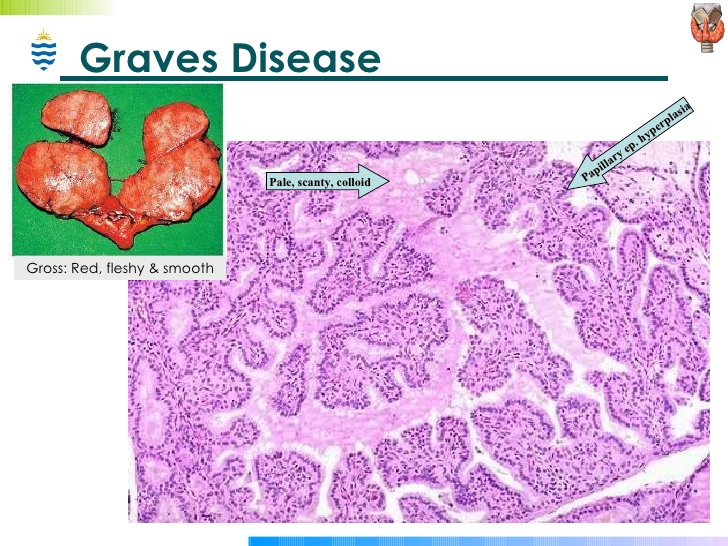 Graves Disease
Papillary ep. hyperplasia
Pale, scanty, colloid
Gross: Red, fleshy & smooth